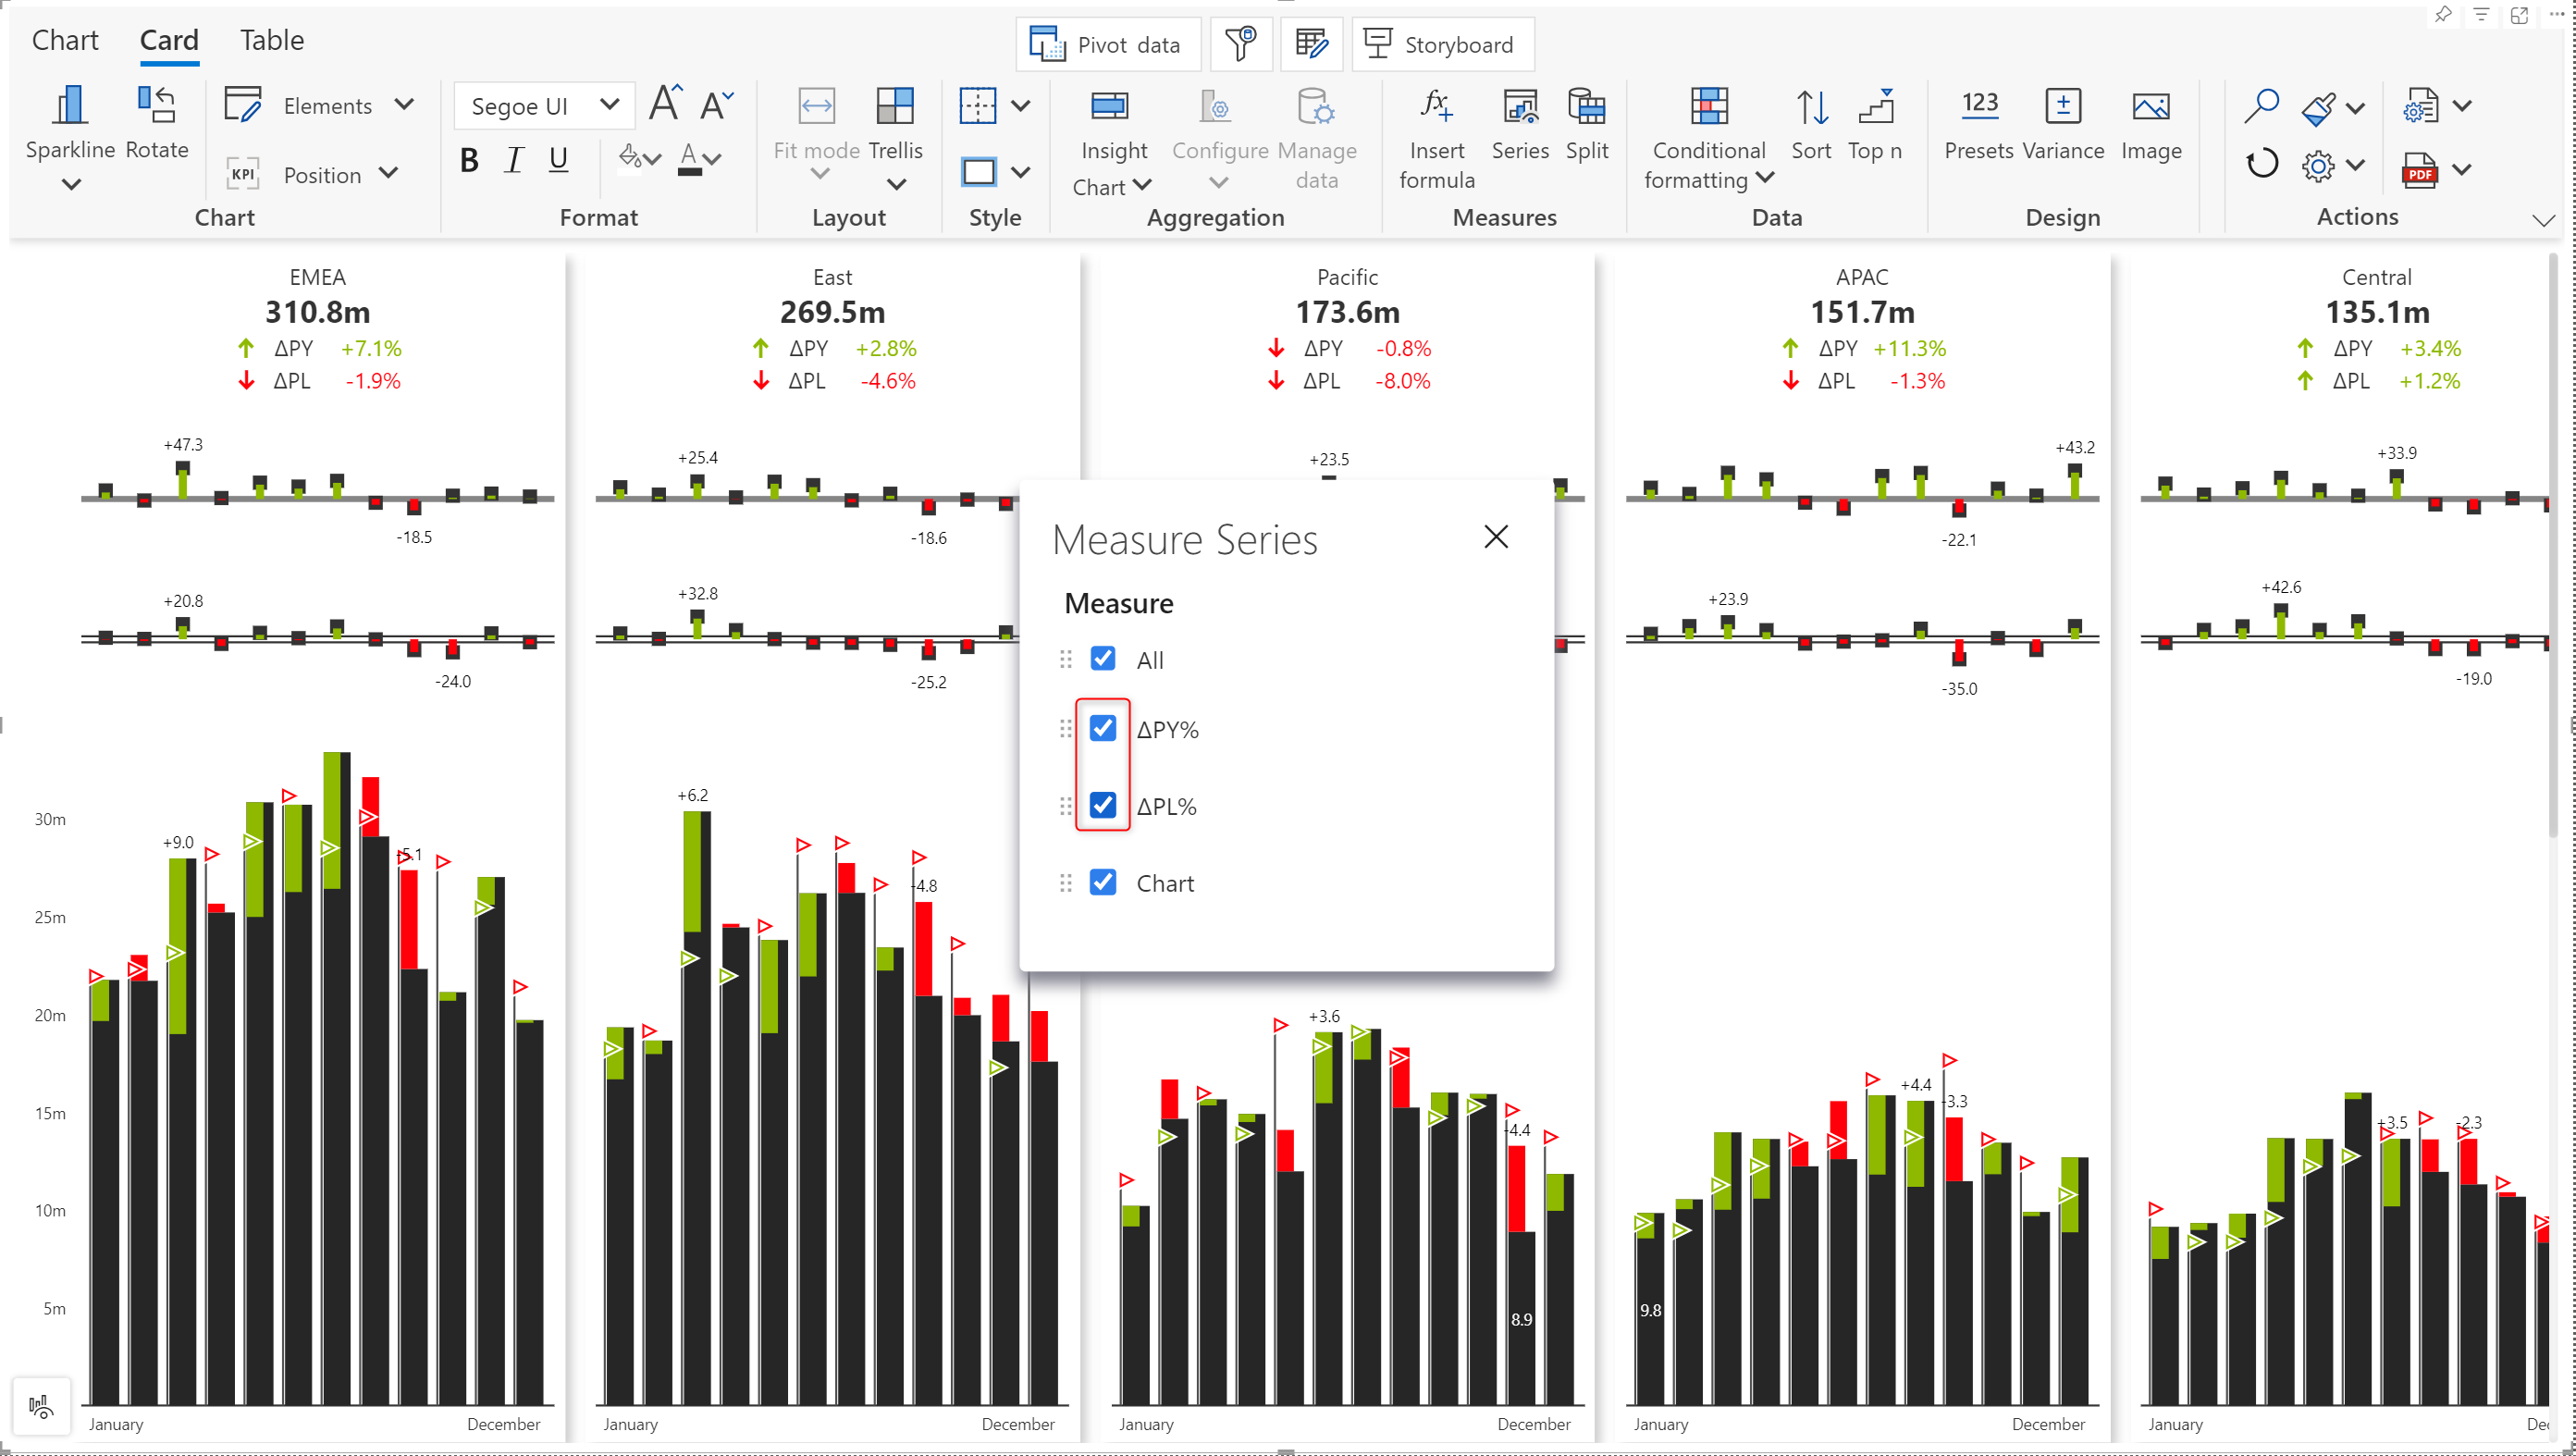 Chart Card Table
Pivot data Storyboard
Sparkline Rotate Elements
KPI Position
Chart
Segoe UI A A
B I U A
Format
Fit mode Trellis
Layout
Style
Insight Chart Configure Manage data
Aggregation
fx Insert formula Series Split
Measures
Conditional formatting Sort Top n
Data
123 Presets Variance Image
Design
PDF
Actions
EMEA
310.8m
ΔPY +7.1%
ΔPL -1.9%
+47.3
-18.5
+20.8
-24.0
30m
25m
20m
15m
10m
5m
+9.0
-5.1
January December
East
269.5m
ΔPY +2.8%
ΔPL -4.6%
+25.4
-18.6
+32.8
-25.2
+6.2
-4.8
January December
Pacific
173.6m
ΔPY -0.8%
ΔPL -8.0%
+23.5
Measure Series
Measure
All
ΔPY%
ΔPL%
Chart
+3.6
-4.4
8.9
January December
APAC
151.7m
ΔPY +11.3%
ΔPL -1.3%
+43.2
-22.1
+23.9
-35.0
+4.4
-3.3
9.8
January December
Central
135.1m
ΔPY +3.4%
ΔPL +1.2%
+33.9
+42.6
-19.0
+3.5
-2.3
January